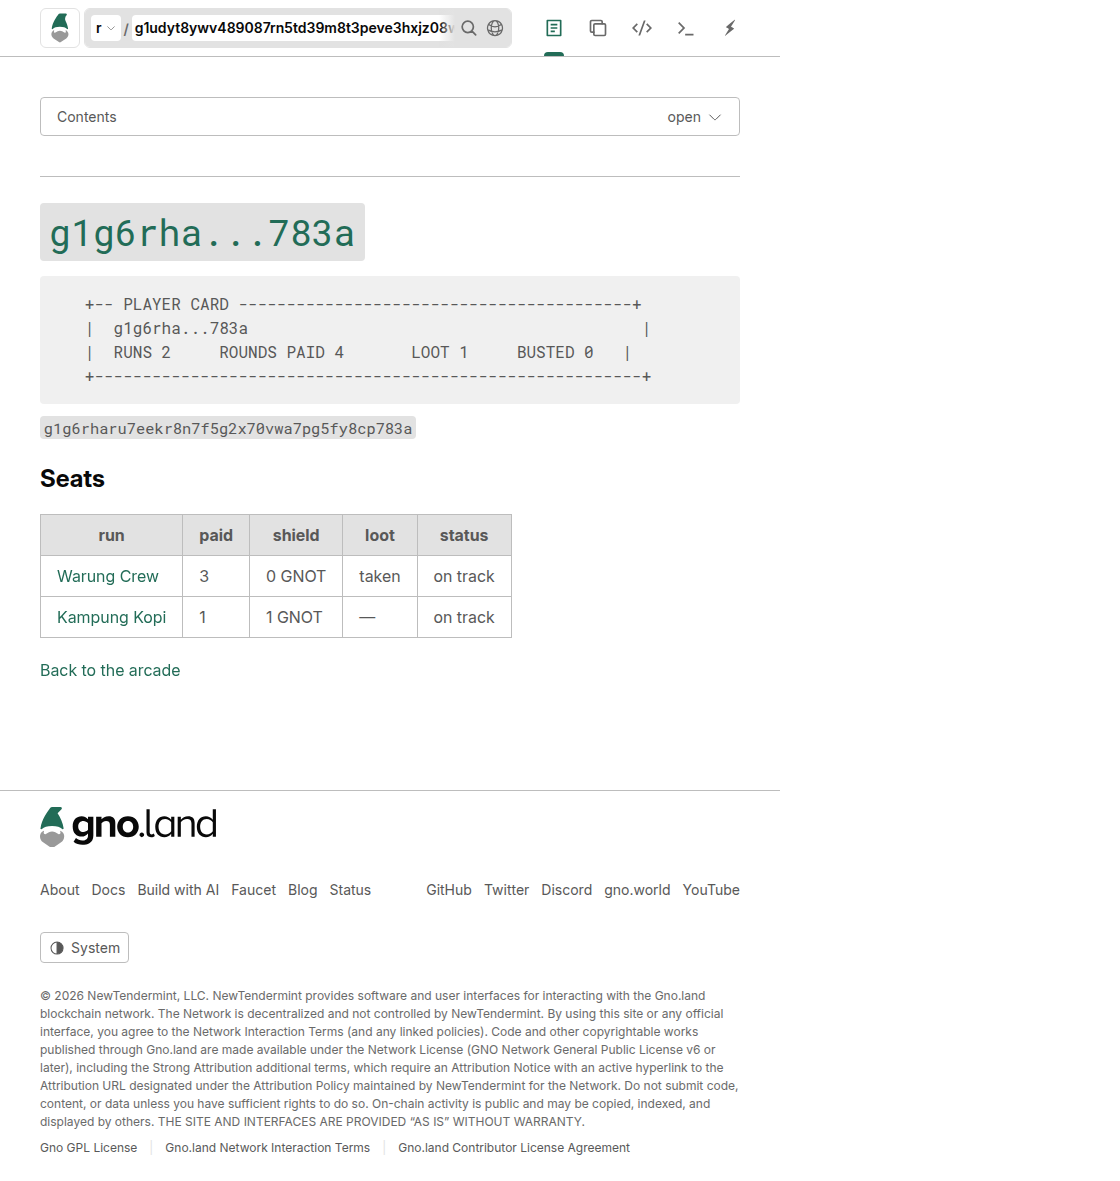 r / g1udyt8ywv489087rn5td39m8t3peve3hxjz08
Contents open
g1g6rha...783a
+-- PLAYER CARD -----------------------------------------+
|  g1g6rha...783a                                         |
|  RUNS 2     ROUNDS PAID 4       LOOT 1     BUSTED 0   |
+---------------------------------------------------------+
g1g6rharu7eekr8n7f5g2x70vwa7pg5fy8cp783a
Seats
run paid shield loot status
Warung Crew 3 0 GNOT taken on track
Kampung Kopi 1 1 GNOT — on track
Back to the arcade
gno.land
About Docs Build with AI Faucet Blog Status GitHub Twitter Discord gno.world YouTube
System
© 2026 NewTendermint, LLC. NewTendermint provides software and user interfaces for interacting with the Gno.land
blockchain network. The Network is decentralized and not controlled by NewTendermint. By using this site or any official
interface, you agree to the Network Interaction Terms (and any linked policies). Code and other copyrightable works
published through Gno.land are made available under the Network License (GNO Network General Public License v6 or
later), including the Strong Attribution additional terms, which require an Attribution Notice with an active hyperlink to the
Attribution URL designated under the Attribution Policy maintained by NewTendermint for the Network. Do not submit code,
content, or data unless you have sufficient rights to do so. On-chain activity is public and may be copied, indexed, and
displayed by others. THE SITE AND INTERFACES ARE PROVIDED “AS IS” WITHOUT WARRANTY.
Gno GPL License Gno.land Network Interaction Terms Gno.land Contributor License Agreement